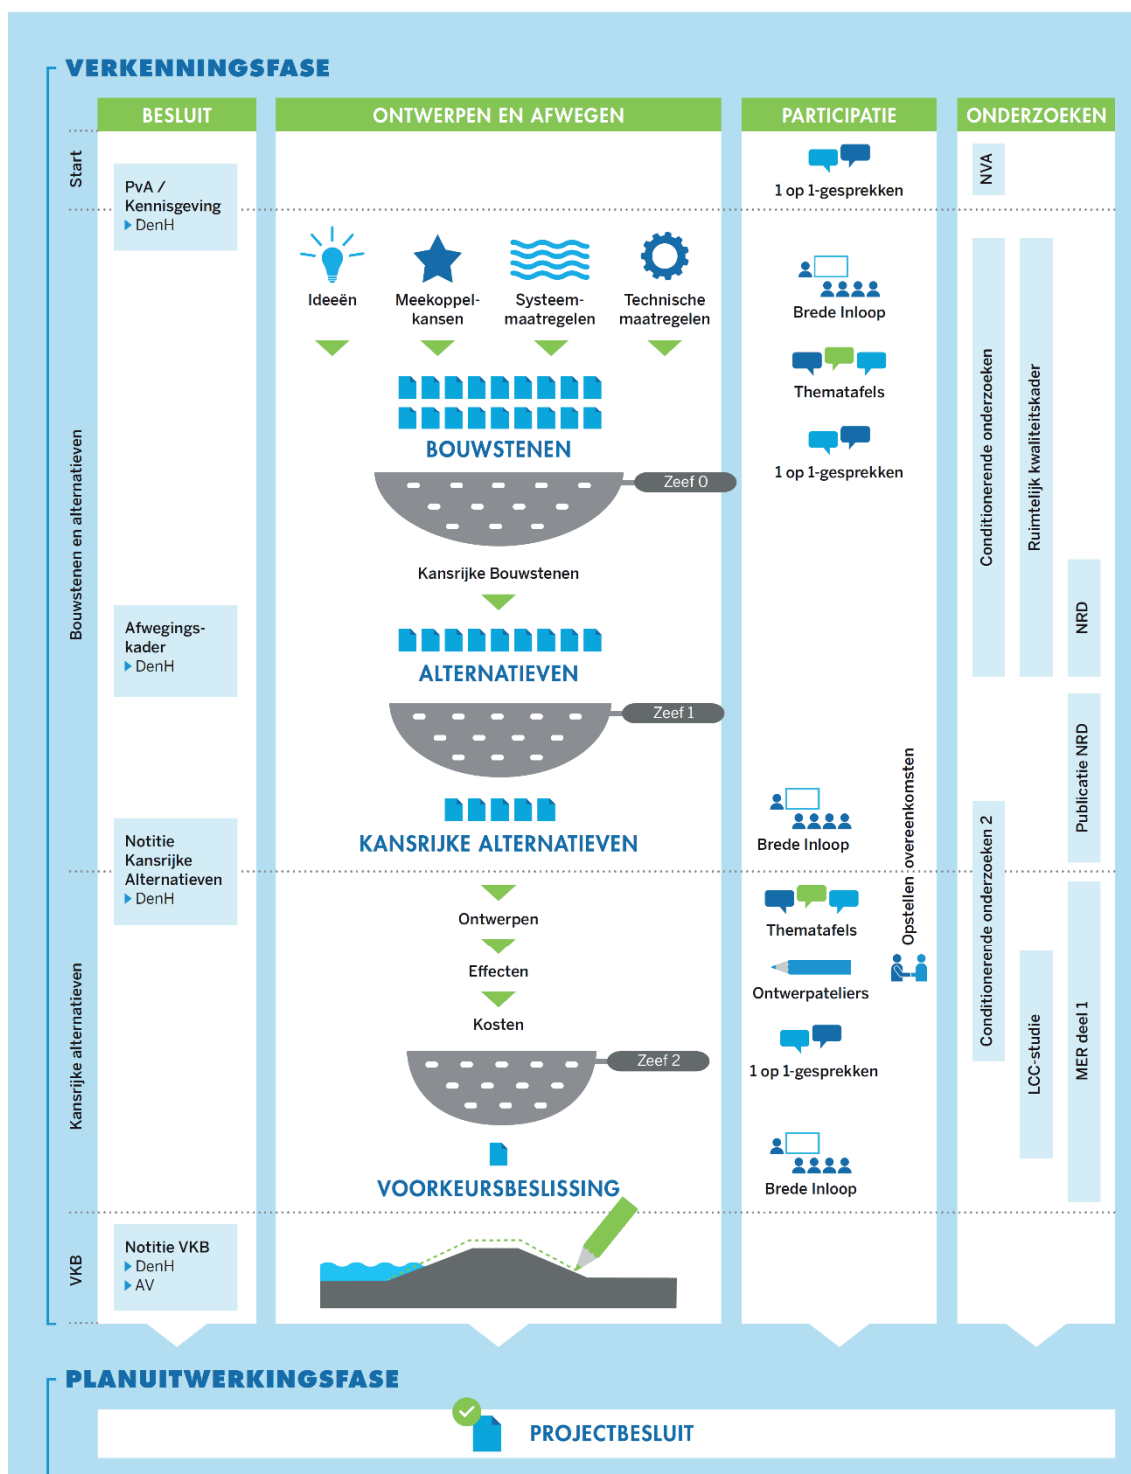 VERKENNINGSFASE
BESLUIT
ONTWERPEN EN AFWEGEN
PARTICIPATIE
ONDERZOEKEN
Start
PvA /
Kennisgeving
DenH
1 op 1-gesprekken
NVA
Bouwstenen en alternatieven
Ideeën
Meekoppel-
kansen
Systeem-
maatregelen
Technische
maatregelen
BOUWSTENEN
Zeef 0
Kansrijke Bouwstenen
Afwegings-
kader
DenH
ALTERNATIEVEN
Zeef 1
KANSRIJKE ALTERNATIEVEN
Notitie
Kansrijke
Alternatieven
DenH
Brede Inloop
Thematafels
1 op 1-gesprekken
Brede Inloop
Opstellen overeenkomsten
Conditionerende onderzoeken
Ruimtelijk kwaliteitskader
NRD
Publicatie NRD
Conditionerende onderzoeken 2
Kansrijke alternatieven
Ontwerpen
Effecten
Kosten
Zeef 2
VOORKEURSBESLISSING
Thematafels
Ontwerpateliers
1 op 1-gesprekken
Brede Inloop
LCC-studie
MER deel 1
VKB
Notitie VKB
DenH
AV
PLANUITWERKINGSFASE
PROJECTBESLUIT